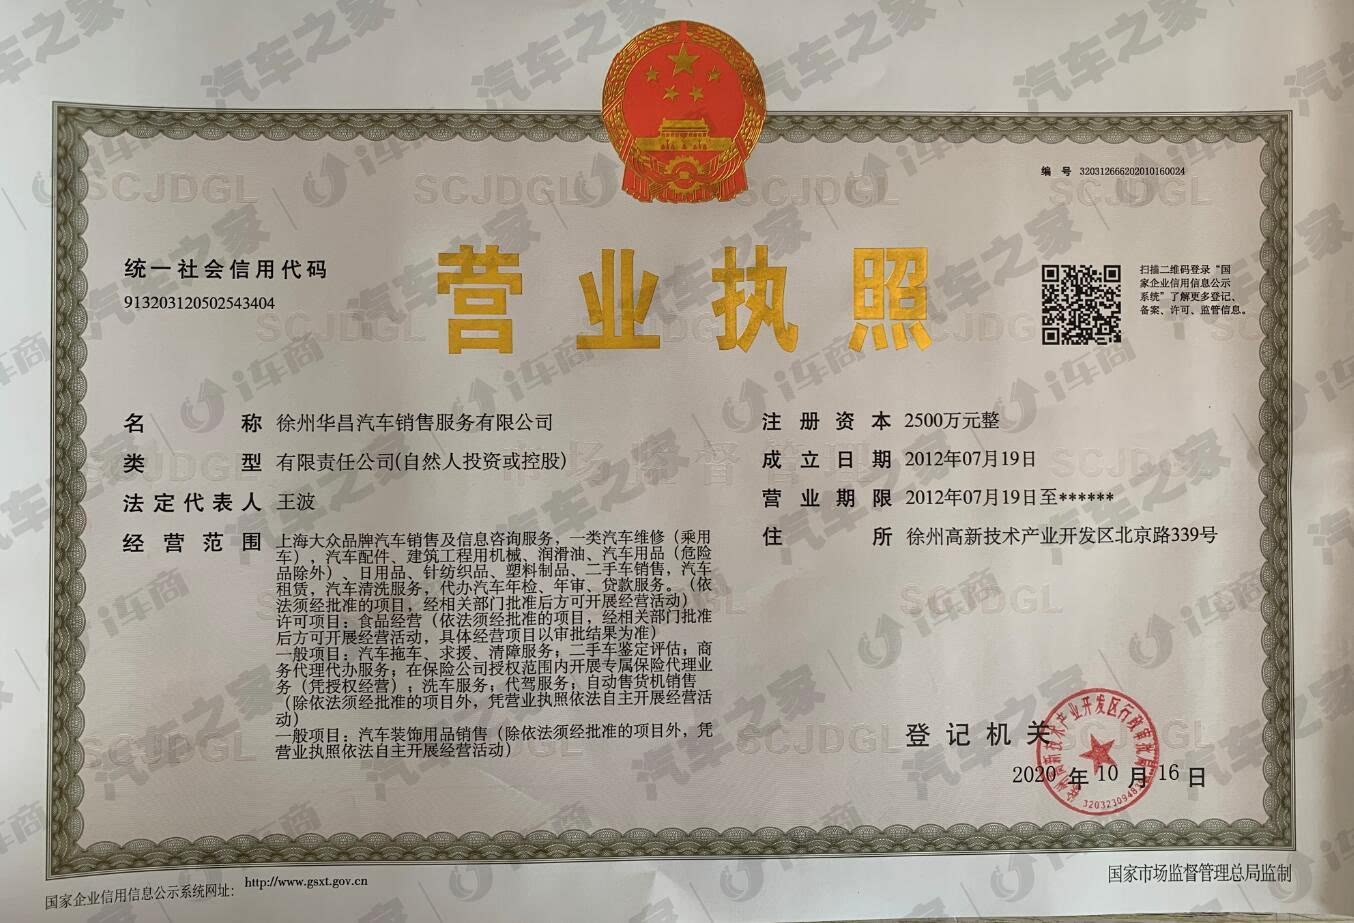 编 号 320312666202010160024
统一社会信用代码
913203120502543404
营业执照
扫描二维码登录“国
家企业信用信息公示
系统”了解更多登记、
备案、许可、监管信息。
名 称 徐州华昌汽车销售服务有限公司
类 型 有限责任公司(自然人投资或控股)
法定代表人 王波
经营范围 上海大众品牌汽车销售及信息咨询服务，一类汽车维修（乘用
车），汽车配件、建筑工程用机械、润滑油、汽车用品（危险
品除外）、日用品、针纺织品、塑料制品、二手车销售，汽车
租赁，汽车清洗服务，代办汽车年检、年审、贷款服务。（依
法须经批准的项目，经相关部门批准后方可开展经营活动）
许可项目：食品经营（依法须经批准的项目，经相关部门批准
后方可开展经营活动，具体经营项目以审批结果为准）
一般项目：汽车拖车、求援、清障服务；二手车鉴定评估；商
务代理代办服务；在保险公司授权范围内开展专属保险代理业
务（凭授权经营）；洗车服务；代驾服务；自动售货机销售
（除依法须经批准的项目外，凭营业执照依法自主开展经营活
动）
一般项目：汽车装饰用品销售（除依法须经批准的项目外，凭
营业执照依法自主开展经营活动）
注册资本 2500万元整
成立日期 2012年07月19日
营业期限 2012年07月19日至******
住 所 徐州高新技术产业开发区北京路339号
登记机关
2020 年 10 月 16 日
国家企业信用信息公示系统网址： http://www.gsxt.gov.cn
国家市场监督管理总局监制
汽车之家
i车商
SCJDGL
市场监督管理